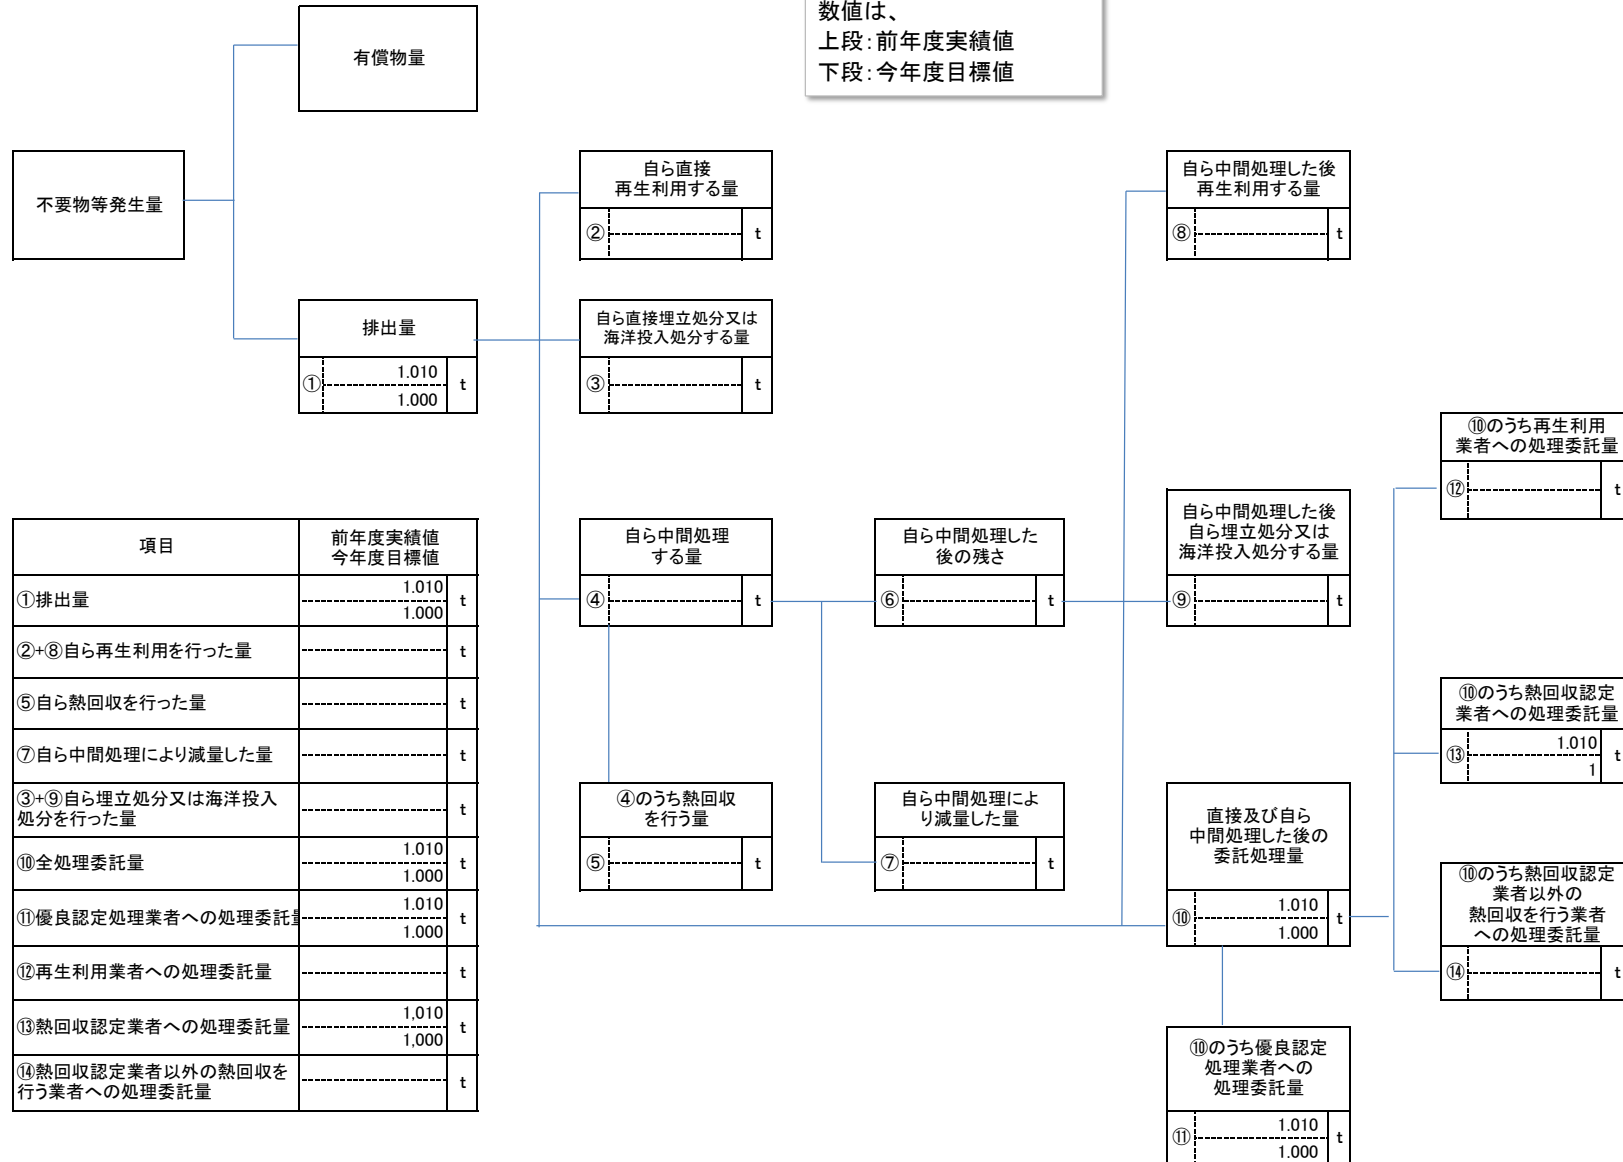 数値は、
上段：前年度実績値
下段：今年度目標値
有償物量
不要物等発生量
自ら直接
再生利用する量
② t
自ら中間処理した後
再生利用する量
⑧ t
排出量
① 1.010 t
1.000
自ら直接埋立処分又は
海洋投入処分する量
③ t
⑩のうち再生利用
業者への処理委託量
⑫ t
自ら中間処理
する量
④ t
自ら中間処理した
後の残さ
⑥ t
自ら中間処理した後
自ら埋立処分又は
海洋投入処分する量
⑨ t
⑩のうち熱回収認定
業者への処理委託量
⑬ 1.010 t
1
④のうち熱回収
を行う量
⑤ t
自ら中間処理によ
り減量した量
⑦ t
直接及び自ら
中間処理した後の
委託処理量
⑩ 1.010 t
1.000
⑩のうち熱回収認定
業者以外の
熱回収を行う業者
への処理委託量
⑭ t
⑩のうち優良認定
処理業者への
処理委託量
⑪ 1.010 t
1.000
項目
前年度実績値
今年度目標値
①排出量 1.010 t
1.000
②+⑧自ら再生利用を行った量 t
⑤自ら熱回収を行った量 t
⑦自ら中間処理により減量した量 t
③+⑨自ら埋立処分又は海洋投入
処分を行った量 t
⑩全処理委託量 1.010 t
1.000
⑪優良認定処理業者への処理委託 1.010 t
1.000
⑫再生利用業者への処理委託量 t
⑬熱回収認定業者への処理委託量 1,010 t
1,000
⑭熱回収認定業者以外の熱回収を
行う業者への処理委託量 t